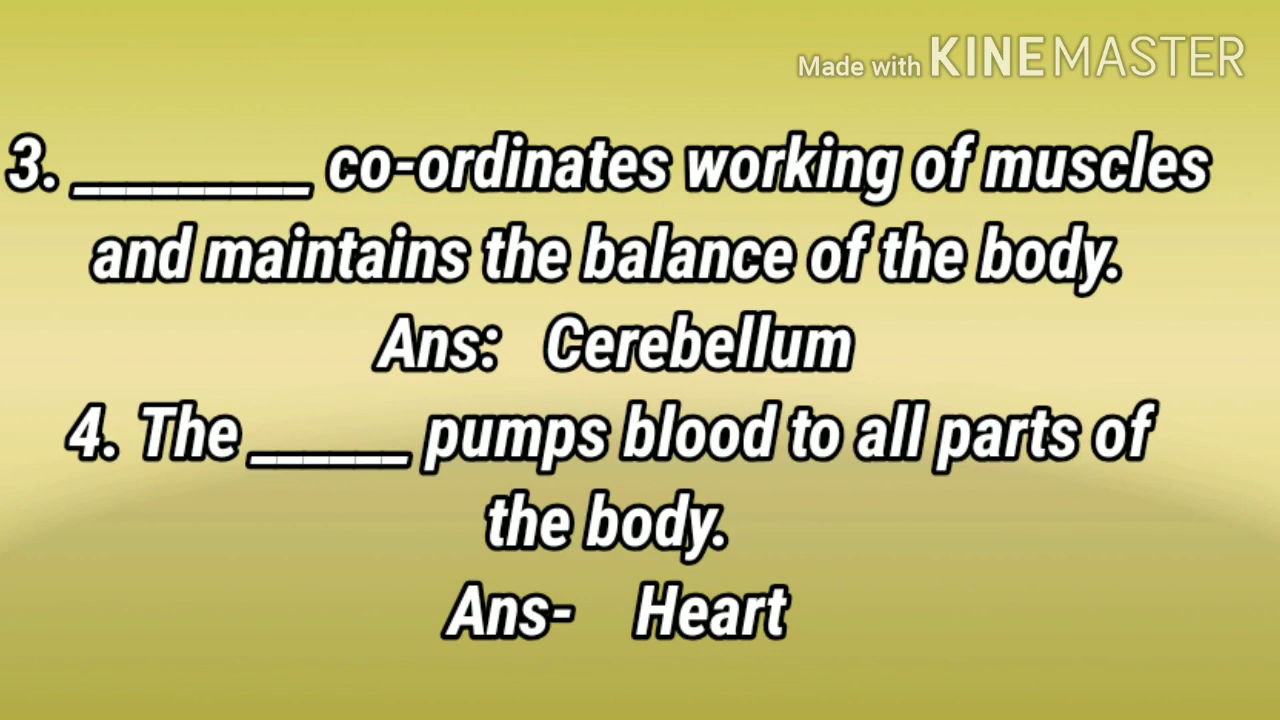 Made with KINEMASTER
3. _________ co-ordinates working of muscles
and maintains the balance of the body.
Ans: Cerebellum
4. The ______ pumps blood to all parts of
the body.
Ans- Heart